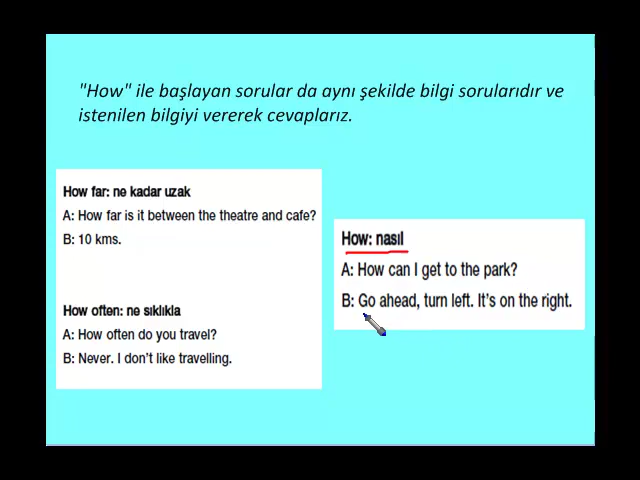 "How" ile başlayan sorular da aynı şekilde bilgi sorularıdır ve
istenilen bilgiyi vererek cevaplarız.
How far: ne kadar uzak
A: How far is it between the theatre and cafe?
B: 10 kms.
How often: ne sıklıkla
A: How often do you travel?
B: Never. I don't like travelling.
How: nasıl
A: How can I get to the park?
B: Go ahead, turn left. It's on the right.